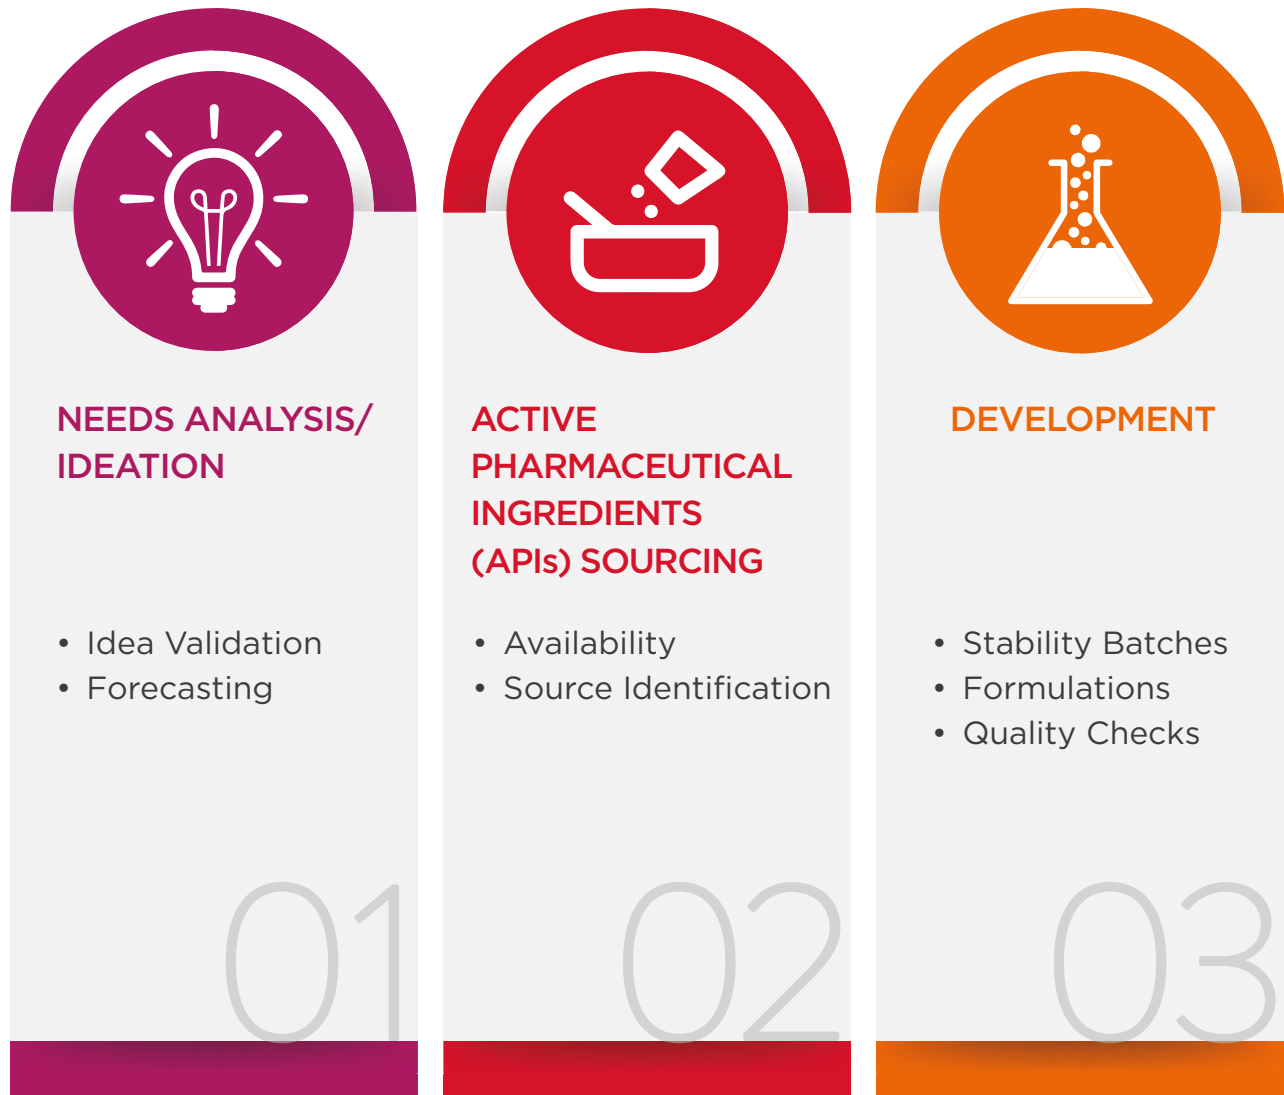 NEEDS ANALYSIS/
IDEATION
• Idea Validation
• Forecasting
01
ACTIVE
PHARMACEUTICAL
INGREDIENTS
(APIs) SOURCING
• Availability
• Source Identification
02
DEVELOPMENT
• Stability Batches
• Formulations
• Quality Checks
03